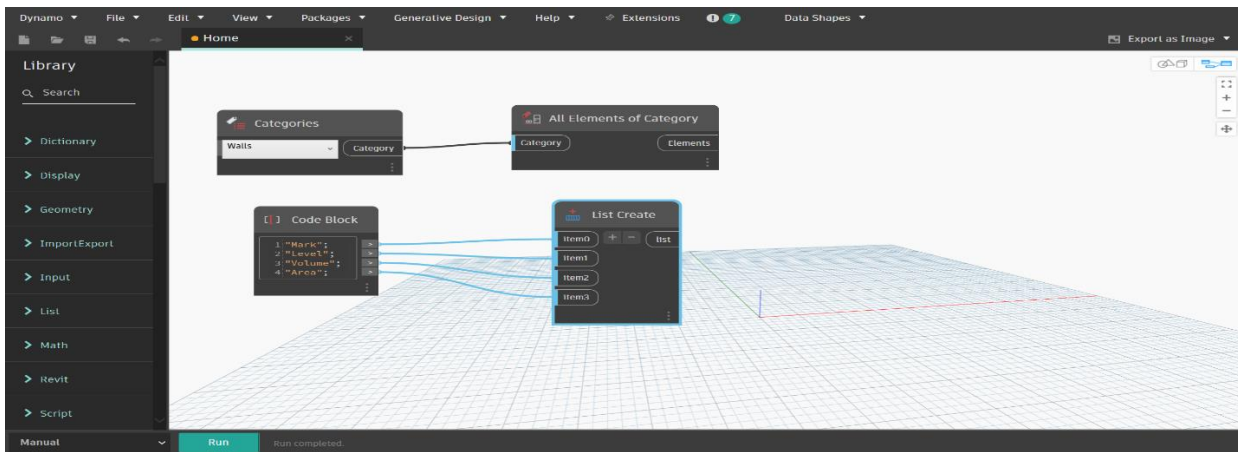 Dynamo File Edit View Packages Generative Design Help Extensions 7 Data Shapes
Home Export as Image
Library
Search
Dictionary
Display
Geometry
ImportExport
Input
List
Math
Revit
Script
Categories
Walls Category
All Elements of Category
Category Elements
[ ] Code Block
1 "Mark"; >
2 "Level"; >
3 "Volume"; >
4 "Area"; >
List Create
Item0 + − list
Item1
Item2
Item3
Manual Run Run completed.